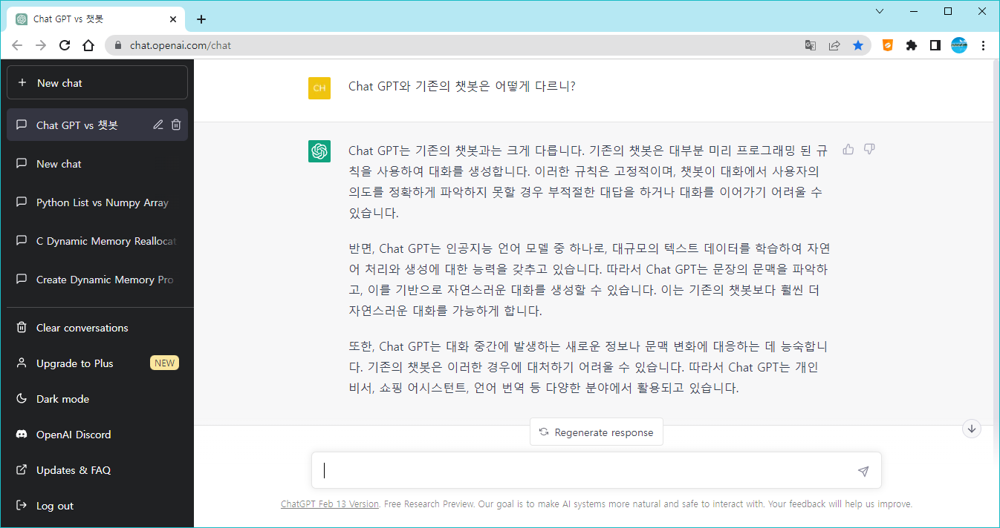 Chat GPT vs 챗봇
chat.openai.com/chat
New chat
Chat GPT vs 챗봇
New chat
Python List vs Numpy Array
C Dynamic Memory Reallocat
Create Dynamic Memory Pro
Clear conversations
Upgrade to Plus NEW
Dark mode
OpenAI Discord
Updates & FAQ
Log out
CH Chat GPT와 기존의 챗봇은 어떻게 다르니?
Chat GPT는 기존의 챗봇과는 크게 다릅니다. 기존의 챗봇은 대부분 미리 프로그래밍 된 규
칙을 사용하여 대화를 생성합니다. 이러한 규칙은 고정적이며, 챗봇이 대화에서 사용자의
의도를 정확하게 파악하지 못할 경우 부적절한 대답을 하거나 대화를 이어가기 어려울 수
있습니다.
반면, Chat GPT는 인공지능 언어 모델 중 하나로, 대규모의 텍스트 데이터를 학습하여 자연
어 처리와 생성에 대한 능력을 갖추고 있습니다. 따라서 Chat GPT는 문장의 문맥을 파악하
고, 이를 기반으로 자연스러운 대화를 생성할 수 있습니다. 이는 기존의 챗봇보다 훨씬 더
자연스러운 대화를 가능하게 합니다.
또한, Chat GPT는 대화 중간에 발생하는 새로운 정보나 문맥 변화에 대응하는 데 능숙합니
다. 기존의 챗봇은 이러한 경우에 대처하기 어려울 수 있습니다. 따라서 Chat GPT는 개인
비서, 쇼핑 어시스턴트, 언어 번역 등 다양한 분야에서 활용되고 있습니다.
Regenerate response
ChatGPT Feb 13 Version. Free Research Preview. Our goal is to make AI systems more natural and safe to interact with. Your feedback will help us improve.